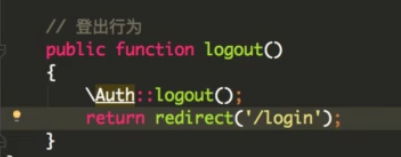 // 登出行为
public function logout()
{
\Auth::logout();
return redirect('/login');
}